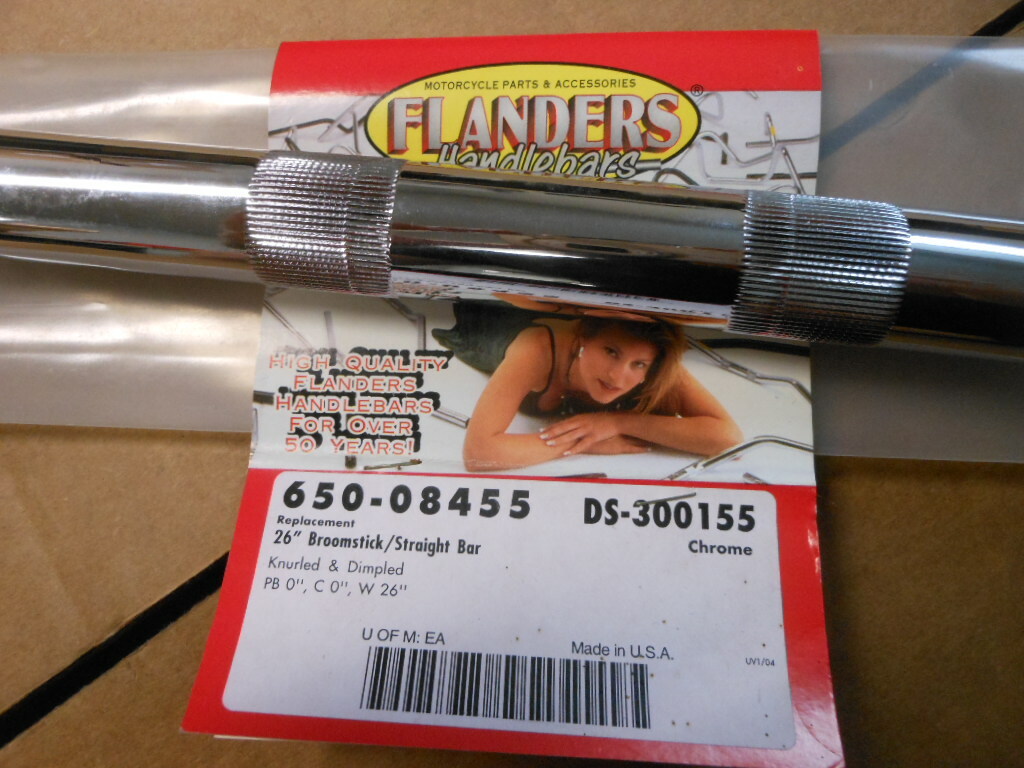 MOTORCYCLE PARTS & ACCESSORIES
FLANDERS®
Handlebars
HIGH QUALITY
FLANDERS
HANDLEBARS
FOR OVER
50 YEARS!
650-08455 DS-300155
Replacement
26" Broomstick/Straight Bar Chrome
Knurled & Dimpled
PB 0", C 0", W 26"
U OF M: EA
Made in U.S.A.
UV1/04